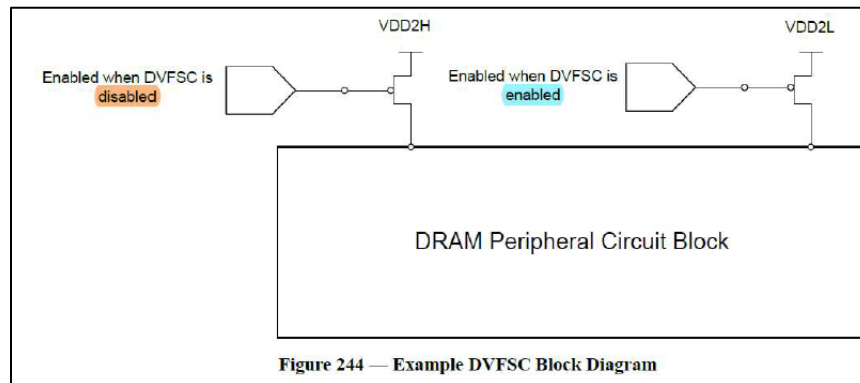 VDD2H
VDD2L
Enabled when DVFSC is
disabled
Enabled when DVFSC is
enabled
DRAM Peripheral Circuit Block
Figure 244 — Example DVFSC Block Diagram